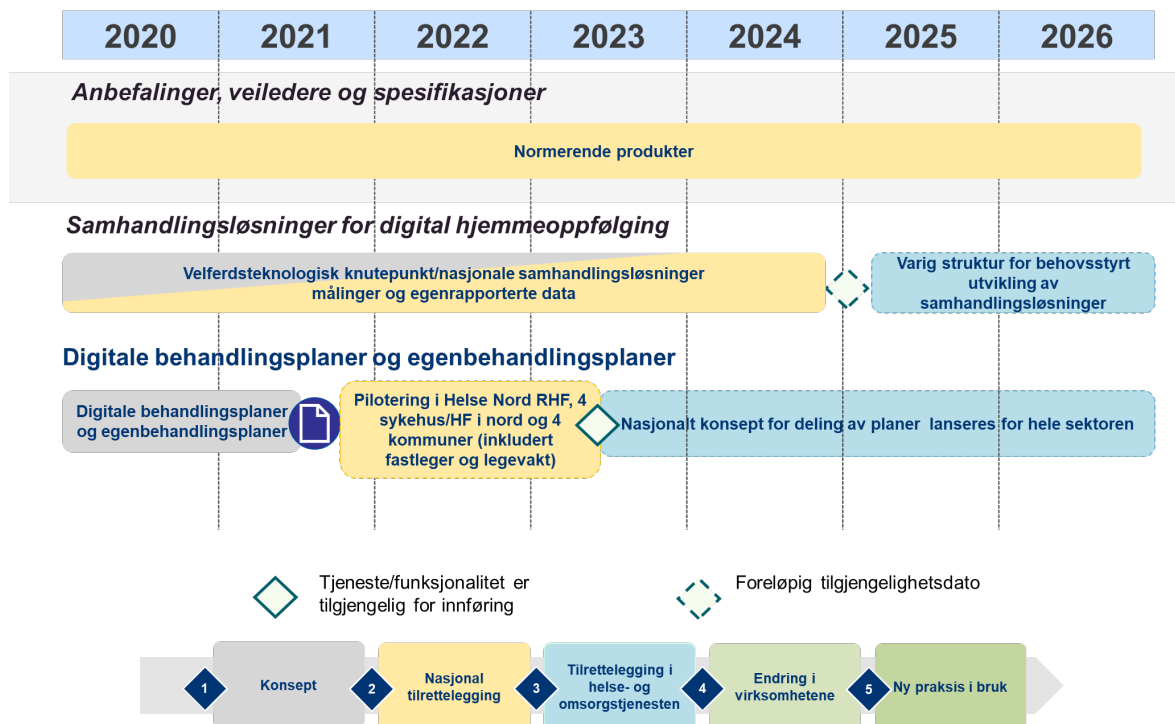 2020 2021 2022 2023 2024 2025 2026
Anbefalinger, veiledere og spesifikasjoner
Normerende produkter
Samhandlingsløsninger for digital hjemmeoppfølging
Velferdsteknologisk knutepunkt/nasjonale samhandlingsløsninger
målinger og egenrapporterte data
Varig struktur for behovsstyrt
utvikling av
samhandlingsløsninger
Digitale behandlingsplaner og egenbehandlingsplaner
Digitale behandlingsplaner
og egenbehandlingsplaner
Pilotering i Helse Nord RHF, 4
sykehus/HF i nord og 4
kommuner (inkludert
fastleger og legevakt)
Nasjonalt konsept for deling av planer lanseres for hele sektoren
Tjeneste/funksjonalitet er
tilgjengelig for innføring
Foreløpig tilgjengelighetsdato
1
Konsept
2
Nasjonal
tilrettelegging
3
Tilrettelegging i
helse- og
omsorgstjenesten
4
Endring i
virksomhetene
5
Ny praksis i bruk